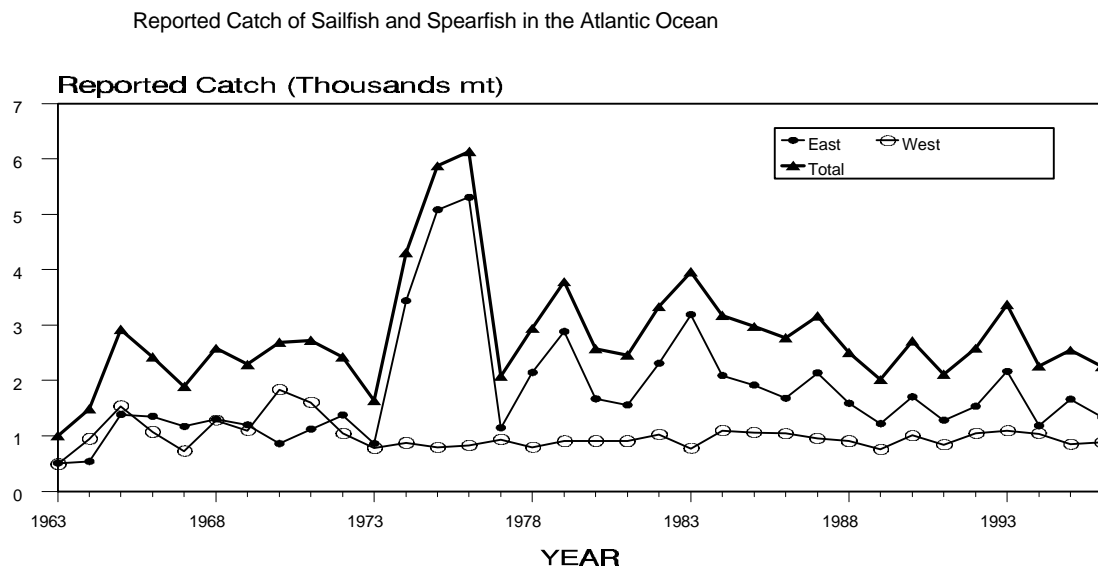 Reported Catch of Sailfish and Spearfish in the Atlantic Ocean
Reported Catch (Thousands mt)
7
6
5
4
3
2
1
0
East West
Total
1963 1968 1973 1978 1983 1988 1993
YEAR